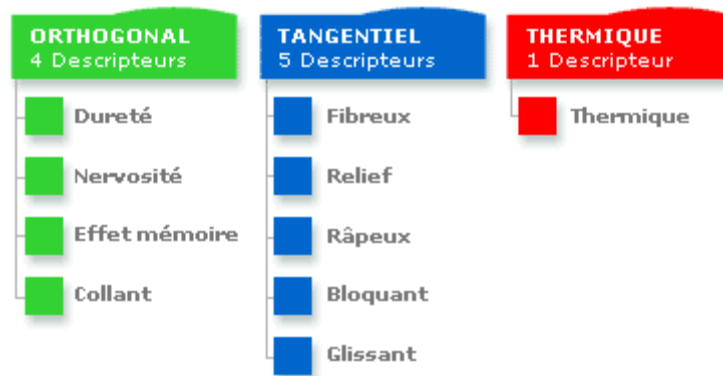 ORTHOGONAL
4 Descripteurs
Dureté
Nervosité
Effet mémoire
Collant
TANGENTIEL
5 Descripteurs
Fibreux
Relief
Râpeux
Bloquant
Glissant
THERMIQUE
1 Descripteur
Thermique